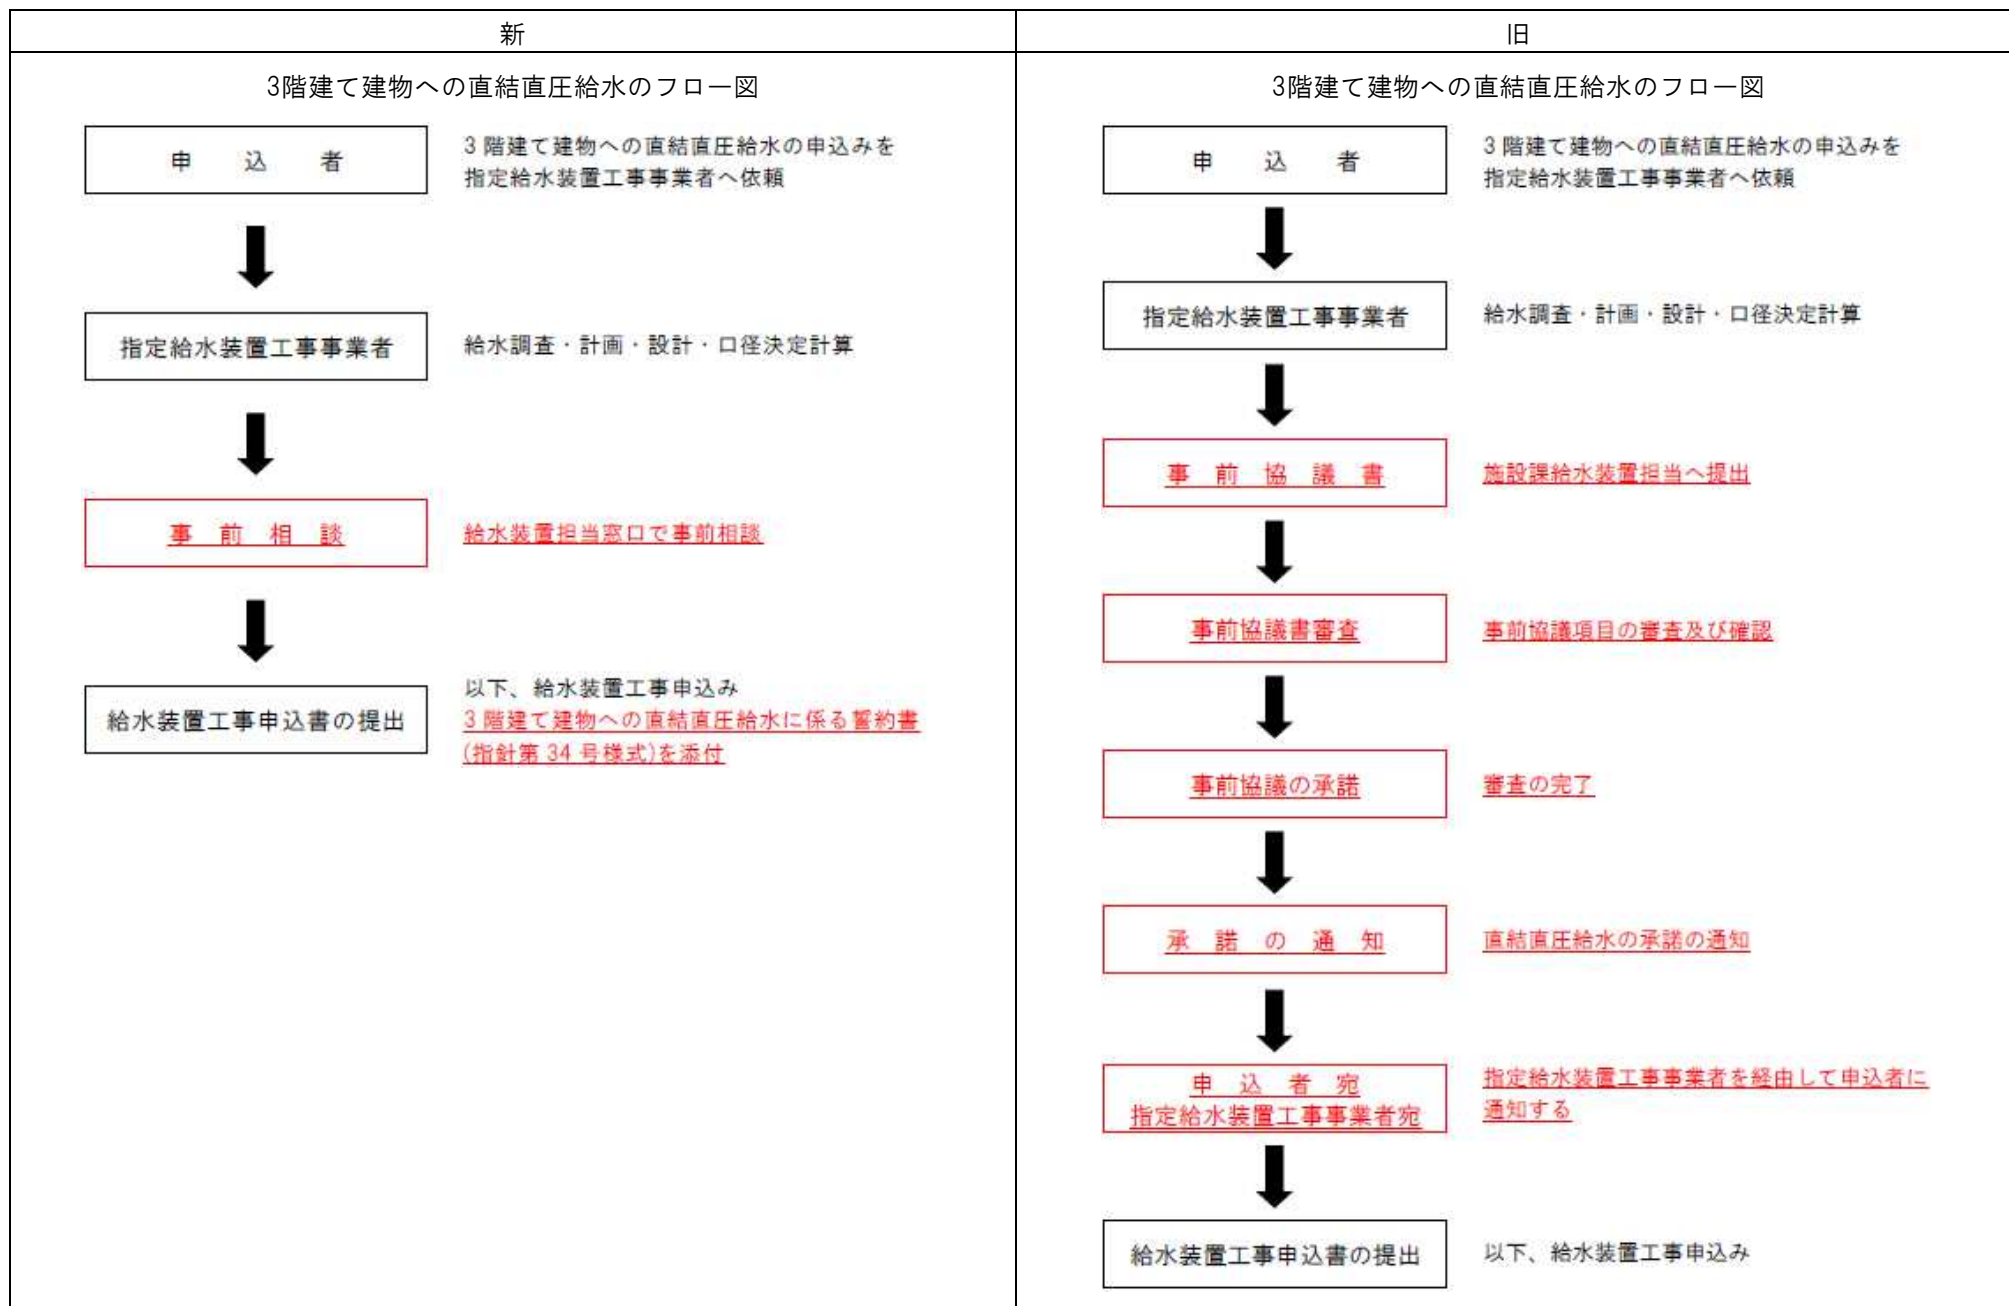 新
3階建て建物への直結直圧給水のフロー図
申　込　者
3 階建て建物への直結直圧給水の申込みを
指定給水装置工事事業者へ依頼
指定給水装置工事事業者
給水調査・計画・設計・口径決定計算
事　前　相　談
給水装置担当窓口で事前相談
給水装置工事申込書の提出
以下、給水装置工事申込み
3 階建て建物への直結直圧給水に係る誓約書
(指針第 34 号様式)を添付
旧
3階建て建物への直結直圧給水のフロー図
申　込　者
3 階建て建物への直結直圧給水の申込みを
指定給水装置工事事業者へ依頼
指定給水装置工事事業者
給水調査・計画・設計・口径決定計算
事　前　協　議　書
施設課給水装置担当へ提出
事前協議書審査
事前協議項目の審査及び確認
事前協議の承諾
審査の完了
承　諾　の　通　知
直結直圧給水の承諾の通知
申　込　者　宛
指定給水装置工事事業者宛
指定給水装置工事事業者を経由して申込者に
通知する
給水装置工事申込書の提出
以下、給水装置工事申込み